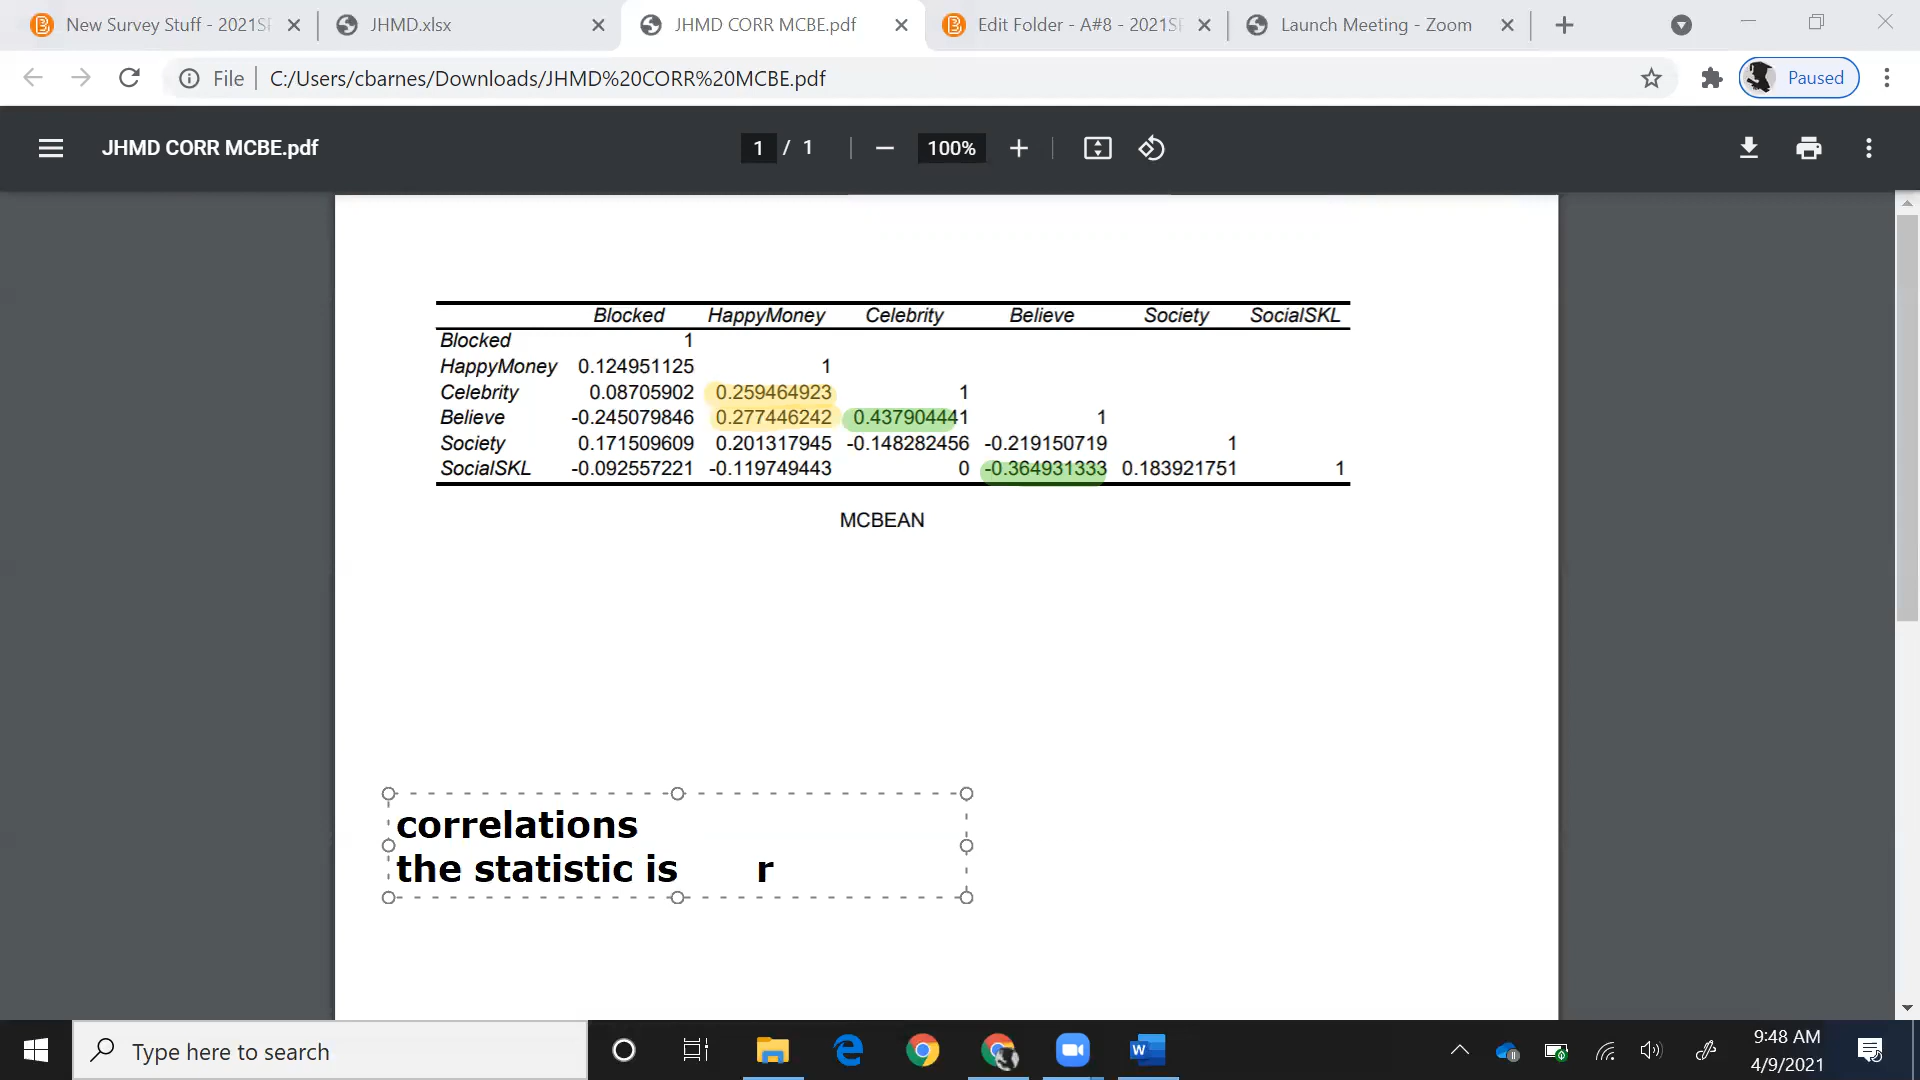 New Survey Stuff - 2021SF
JHMD.xlsx
JHMD CORR MCBE.pdf
Edit Folder - A#8 - 2021SF
Launch Meeting - Zoom
File C:/Users/cbarnes/Downloads/JHMD%20CORR%20MCBE.pdf
Paused
JHMD CORR MCBE.pdf
1 / 1
100%
Blocked HappyMoney Celebrity Believe Society SocialSKL
Blocked 1
HappyMoney 0.124951125 1
Celebrity 0.08705902 0.259464923 1
Believe -0.245079846 0.277446242 0.437904441 1
Society 0.171509609 0.201317945 -0.148282456 -0.219150719 1
SocialSKL -0.092557221 -0.119749443 0 -0.364931333 0.183921751 1
MCBEAN
correlations
the statistic is r
Type here to search
9:48 AM
4/9/2021